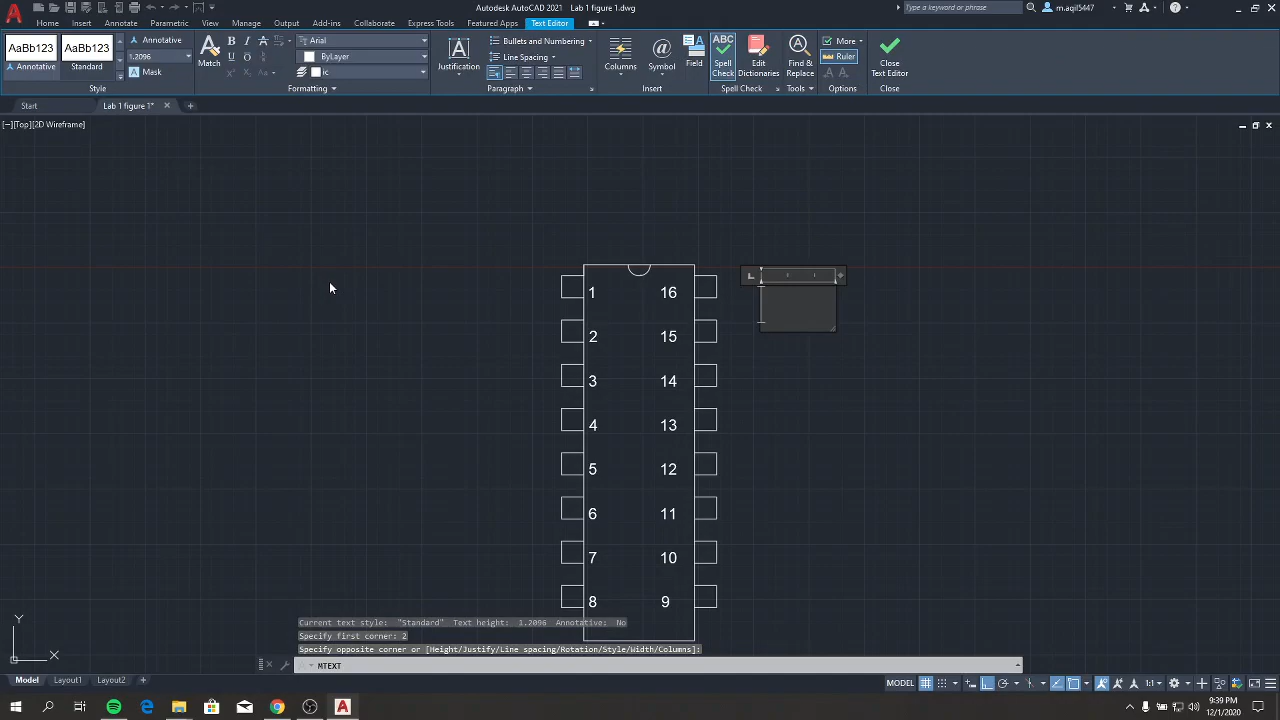 Autodesk AutoCAD 2021 Lab 1 figure 1.dwg
Type a keyword or phrase
m.aqil5447
Home Insert Annotate Parametric View Manage Output Add-ins Collaborate Express Tools Featured Apps Text Editor
AaBb123 AaBb123
Annotative Standard
Annotative
1.2096
Mask
Style
Match
B I
U O
Arial
ByLayer
ic
Formatting
Justification
Bullets and Numbering
Line Spacing
Paragraph
Columns
Symbol
@
Field
Insert
ABC
Spell Check
Edit Dictionaries
Spell Check
Find & Replace
Tools
More
Ruler
Options
Close Text Editor
Close
Start Lab 1 figure 1*
[−][Top][2D Wireframe]
1 16
2 15
3 14
4 13
5 12
6 11
7 10
8 9
Current text style: "Standard" Text height: 1.2096 Annotative: No
Specify first corner: 2
Specify opposite corner or [Height/Justify/Line spacing/Rotation/Style/Width/Columns]:
MTEXT
Y
X
Model Layout1 Layout2
MODEL
1:1
9:39 PM
12/1/2020